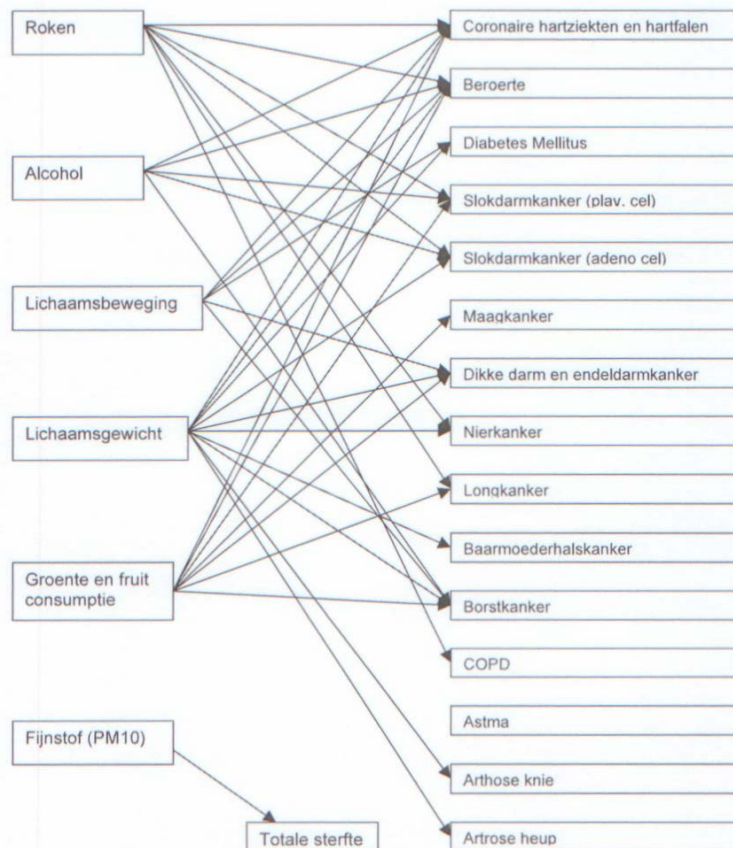 Roken
Alcohol
Lichaamsbeweging
Lichaamsgewicht
Groente en fruit
consumptie
Fijnstof (PM10)
Totale sterfte
Coronaire hartziekten en hartfalen
Beroerte
Diabetes Mellitus
Slokdarmkanker (plav. cel)
Slokdarmkanker (adeno cel)
Maagkanker
Dikke darm en endeldarmkanker
Nierkanker
Longkanker
Baarmoederhalskanker
Borstkanker
COPD
Astma
Arthose knie
Artrose heup